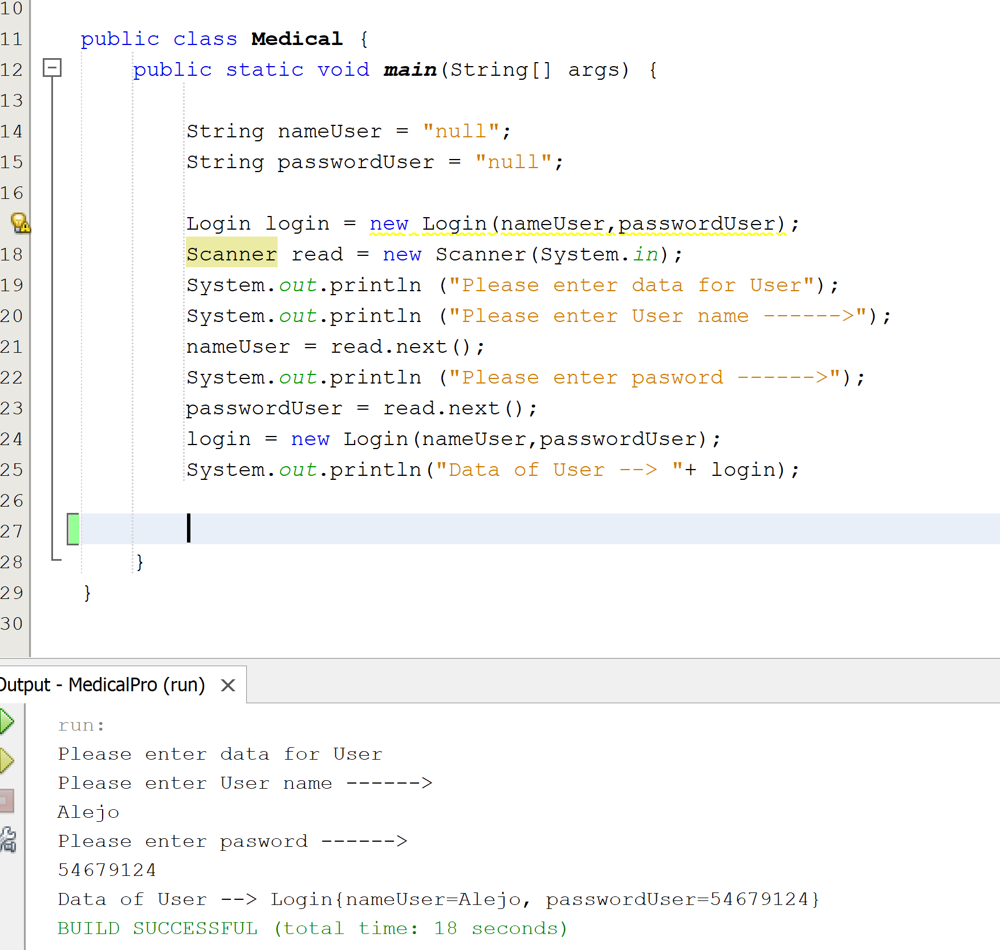 10
11 public class Medical {
12 public static void main(String[] args) {
13
14 String nameUser = "null";
15 String passwordUser = "null";
16
Login login = new Login(nameUser,passwordUser);
18 Scanner read = new Scanner(System.in);
19 System.out.println ("Please enter data for User");
20 System.out.println ("Please enter User name ------>");
21 nameUser = read.next();
22 System.out.println ("Please enter pasword ------>");
23 passwordUser = read.next();
24 login = new Login(nameUser,passwordUser);
25 System.out.println("Data of User --> "+ login);
26
27
28 }
29 }
30
Output - MedicalPro (run)
run:
Please enter data for User
Please enter User name ------>
Alejo
Please enter pasword ------>
54679124
Data of User --> Login{nameUser=Alejo, passwordUser=54679124}
BUILD SUCCESSFUL (total time: 18 seconds)